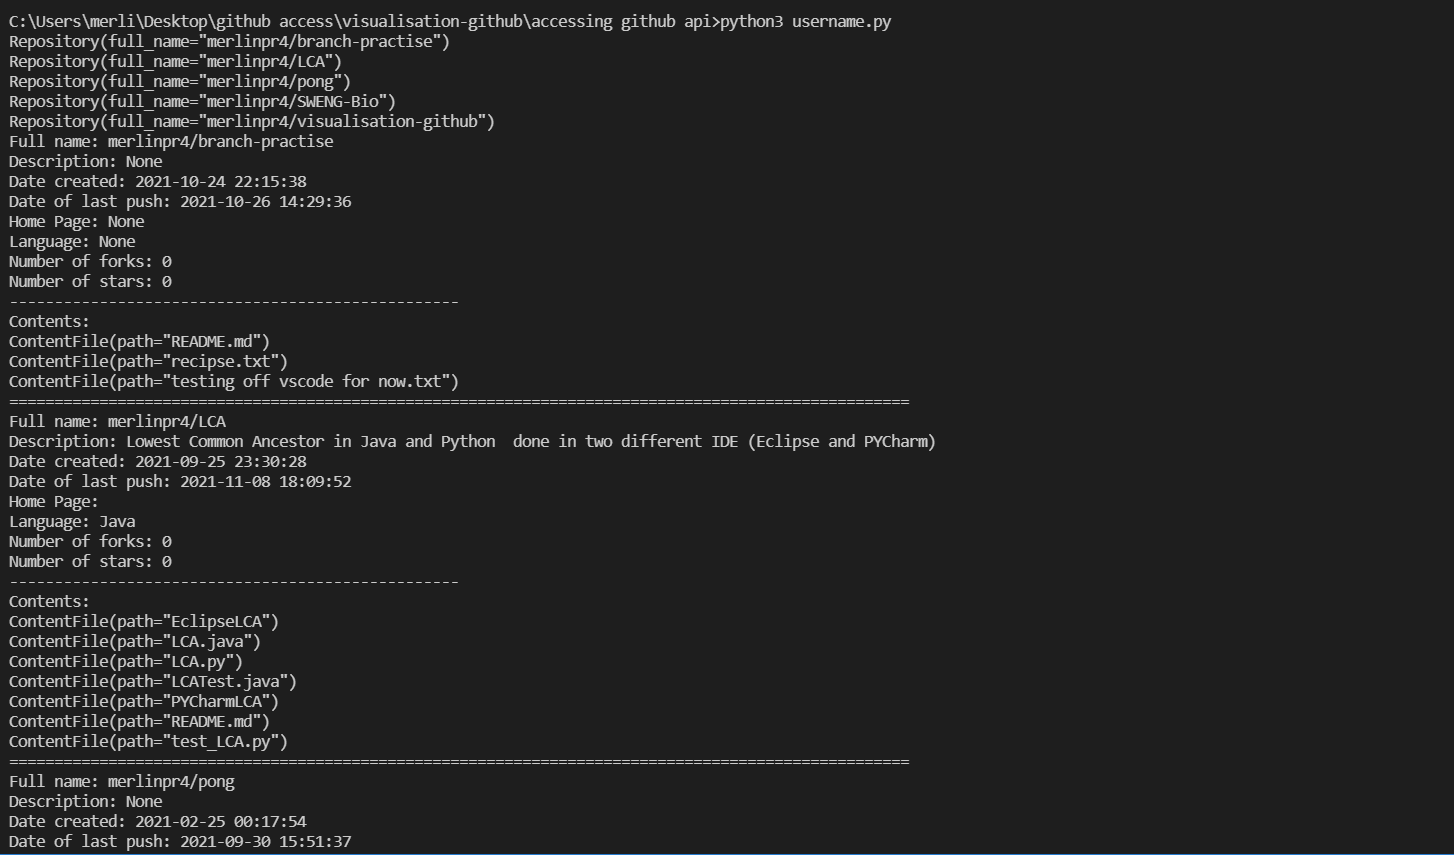 C:\Users\merli\Desktop\github access\visualisation-github\accessing github api>python3 username.py
Repository(full_name="merlinpr4/branch-practise")
Repository(full_name="merlinpr4/LCA")
Repository(full_name="merlinpr4/pong")
Repository(full_name="merlinpr4/SWENG-Bio")
Repository(full_name="merlinpr4/visualisation-github")
Full name: merlinpr4/branch-practise
Description: None
Date created: 2021-10-24 22:15:38
Date of last push: 2021-10-26 14:29:36
Home Page: None
Language: None
Number of forks: 0
Number of stars: 0
--------------------------------------------------
Contents:
ContentFile(path="README.md")
ContentFile(path="recipse.txt")
ContentFile(path="testing off vscode for now.txt")
====================================================================================================
Full name: merlinpr4/LCA
Description: Lowest Common Ancestor in Java and Python  done in two different IDE (Eclipse and PYCharm)
Date created: 2021-09-25 23:30:28
Date of last push: 2021-11-08 18:09:52
Home Page:
Language: Java
Number of forks: 0
Number of stars: 0
--------------------------------------------------
Contents:
ContentFile(path="EclipseLCA")
ContentFile(path="LCA.java")
ContentFile(path="LCA.py")
ContentFile(path="LCATest.java")
ContentFile(path="PYCharmLCA")
ContentFile(path="README.md")
ContentFile(path="test_LCA.py")
====================================================================================================
Full name: merlinpr4/pong
Description: None
Date created: 2021-02-25 00:17:54
Date of last push: 2021-09-30 15:51:37